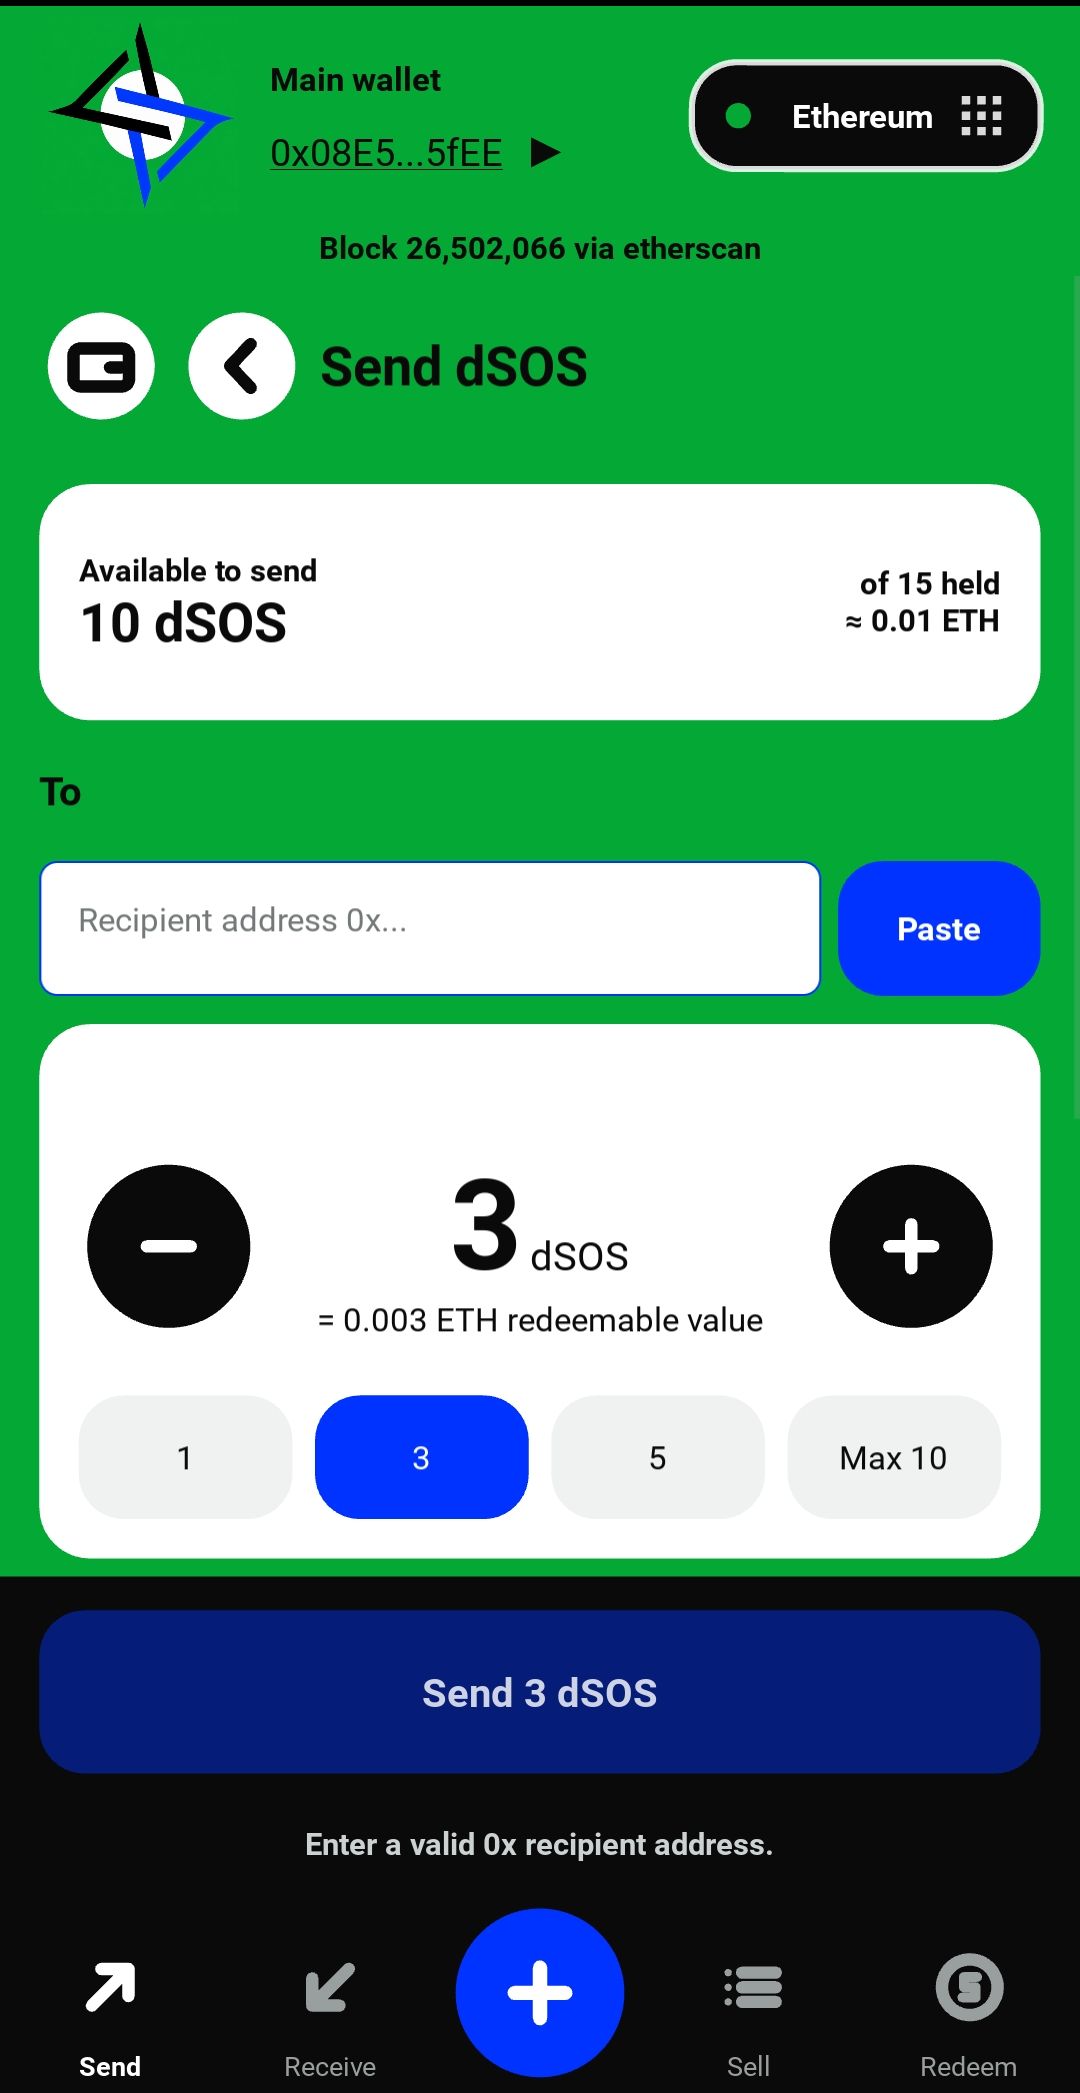 Main wallet
0x08E5...5fEE
Ethereum
Block 26,502,066 via etherscan
Send dSOS
Available to send
10 dSOS
of 15 held
≈ 0.01 ETH
To
Recipient address 0x...
Paste
3 dSOS
= 0.003 ETH redeemable value
1
3
5
Max 10
Send 3 dSOS
Enter a valid 0x recipient address.
Send
Receive
Sell
Redeem